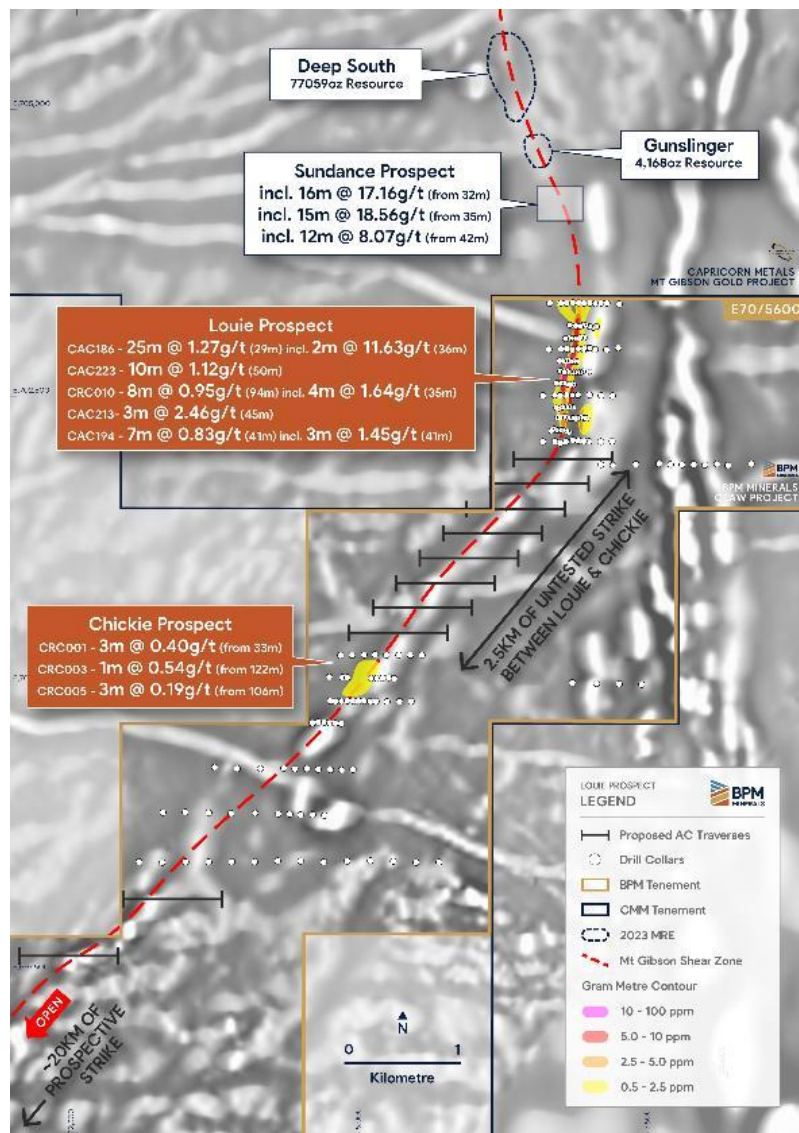 Deep South
77059oz Resource
Gunslinger
4,168oz Resource
Sundance Prospect
incl. 16m @ 17.16g/t (from 32m)
incl. 15m @ 18.56g/t (from 35m)
incl. 12m @ 8.07g/t (from 42m)
CAPRICORN METALS
MT GIBSON GOLD PROJECT
E70/5600
Louie Prospect
CAC186 - 25m @ 1.27g/t (29m) incl. 2m @ 11.63g/t (36m)
CAC223 - 10m @ 1.12g/t (50m)
CRC010 - 8m @ 0.95g/t (94m) incl. 4m @ 1.64g/t (35m)
CAC213 - 3m @ 2.46g/t (45m)
CAC194 - 7m @ 0.83g/t (41m) incl. 3m @ 1.45g/t (41m)
BPM
MINERALS
BPM MINERALS
CLAW PROJECT
2.5KM OF UNTESTED STRIKE
BETWEEN LOUIE & CHICKIE
Chickie Prospect
CRC001 - 3m @ 0.40g/t (from 33m)
CRC003 - 1m @ 0.54g/t (from 122m)
CRC005 - 3m @ 0.19g/t (from 106m)
LOUIE PROSPECT
LEGEND
BPM
MINERALS
Proposed AC Traverses
Drill Collars
BPM Tenement
CMM Tenement
2023 MRE
Mt Gibson Shear Zone
Gram Metre Contour
10 - 100 ppm
5.0 - 10 ppm
2.5 - 5.0 ppm
0.5 - 2.5 ppm
OPEN
~20KM OF
PROSPECTIVE
STRIKE
N
0 1
Kilometre